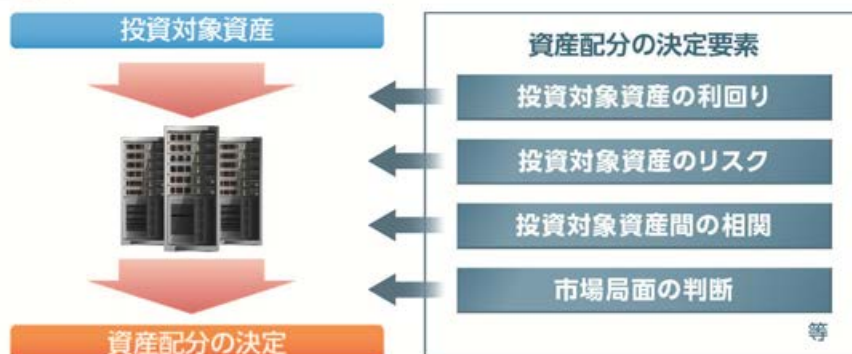 投資対象資産
資産配分の決定
資産配分の決定要素
投資対象資産の利回り
投資対象資産のリスク
投資対象資産間の相関
市場局面の判断
等